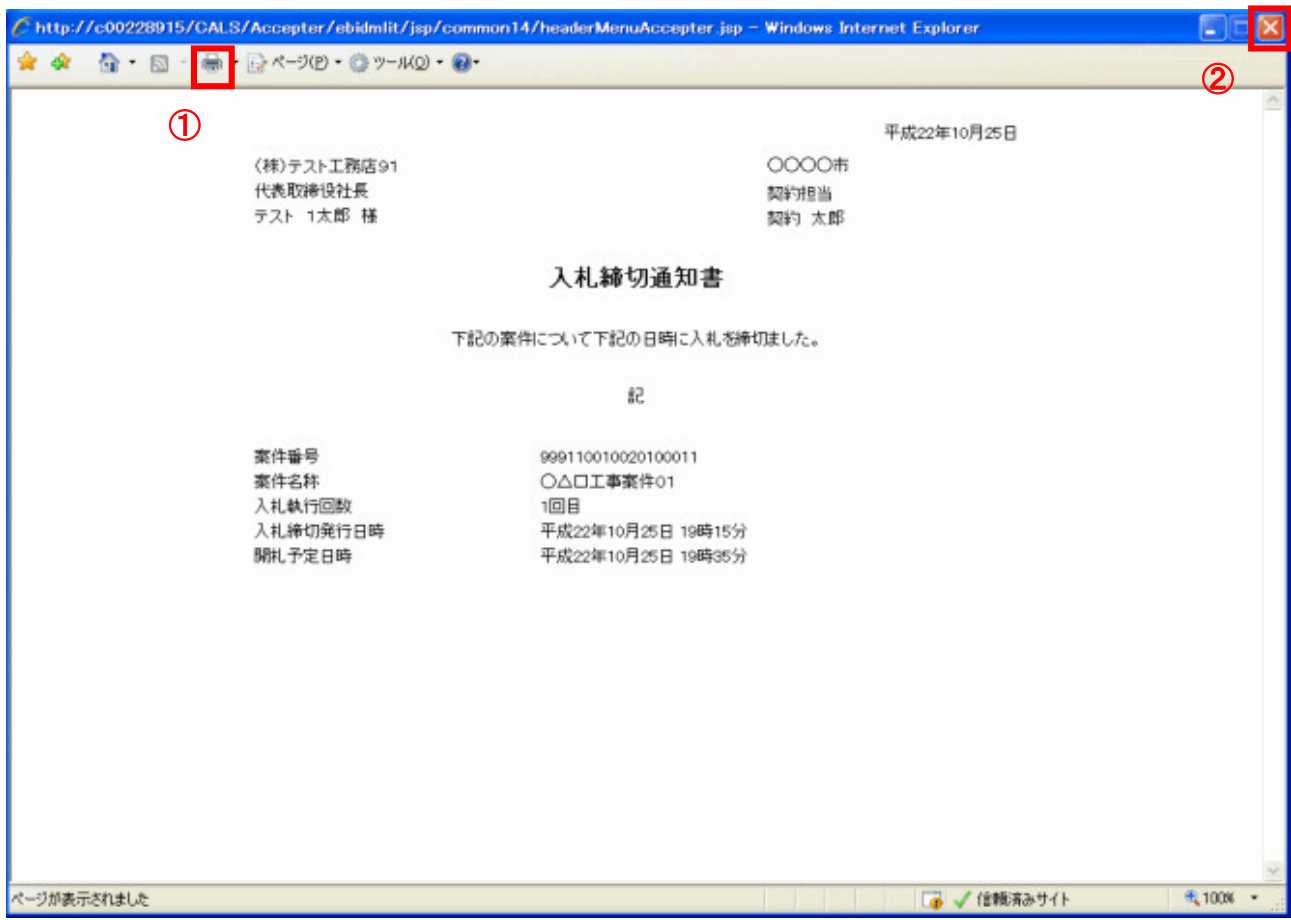 http://c00228915/CALS/Accepter/ebidmlit/jsp/common14/headerMenuAccepter.jsp - Windows Internet Explorer
ページ(P) ツール(O)
①
②
平成22年10月25日
(株)テスト工務店91
〇〇〇〇市
代表取締役社長
契約担当
テスト 1太郎 様
契約 太郎
入札締切通知書
下記の案件について下記の日時に入札を締切ました。
記
案件番号 999110010020100011
案件名称 〇△口工事案件01
入札執行回数 1回目
入札締切発行日時 平成22年10月25日 19時15分
開札予定日時 平成22年10月25日 19時35分
ページが表示されました 信頼済みサイト 100%